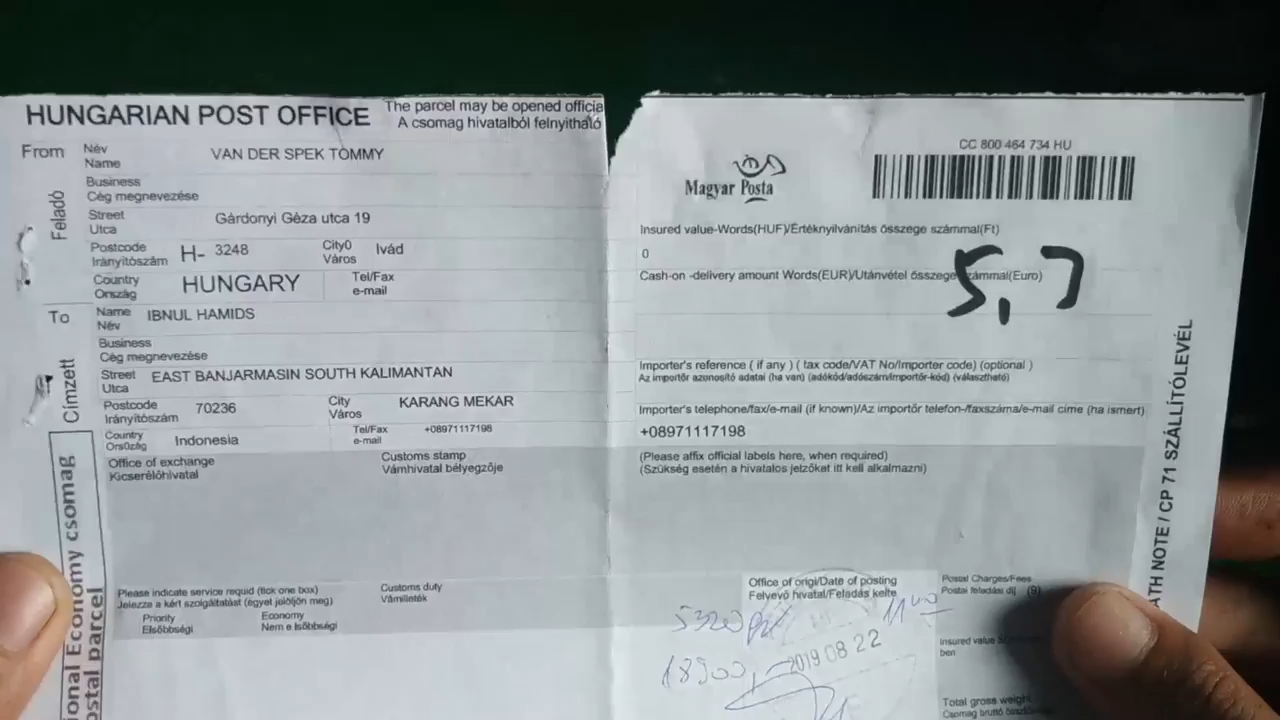 HUNGARIAN POST OFFICE
The parcel may be opened officia
A csomag hivatalból felnyitható
From
Feladó
Név
Name
VAN DER SPEK TOMMY
Business
Cég megnevezése
Street
Utca
Gárdonyi Géza utca 19
Postcode
Irányítószám
H- 3248
City0
Város
Ivád
Country
Ország
HUNGARY
Tel/Fax
e-mail
To
Címzett
Name
Név
IBNUL HAMIDS
Business
Cég megnevezése
Street
Utca
EAST BANJARMASIN SOUTH KALIMANTAN
Postcode
Irányítószám
70236
City
Város
KARANG MEKAR
Country
Indonesia
Tel/Fax
e-mail
+08971117198
Office of exchange
Kicserélőhivatal
Customs stamp
Vámhivatal bélyegzője
Please indicate service requid (tick one box)
Jelezze a kért szolgáltatást (egyet jelöljön meg)
Priority
Elsőbbségi
Economy
Nem e lsőbbségi
Customs duty
Vámilleték
ional Economy csomag
ostal parcel
Magyar Posta
CC 800 464 734 HU
Insured value-Words(HUF)/Értéknyilvánítás összege számmal(Ft)
0
5,7
Cash-on -delivery amount Words(EUR)/Utánvétel összege számmal(Euro)
Importer's reference ( if any ) ( tax code/VAT No/Importer code) (optional )
Az importőr azonosító adatai (ha van) (adókód/adószám/importőr-kód) (választható)
Importer's telephone/fax/e-mail (if known)/Az importőr telefon-/faxszáma/e-mail címe (ha ismert)
+08971117198
(Please affix official labels here, when required)
(Szükség esetén a hivatalos jelzőket itt kell alkalmazni)
Office of origi/Date of posting
Felvevő hivatal/Feladás kelte
2019 08 22
Postal Charges/Fees
Postai feladási díj (9)
Insured value
ben
Total gross weight
Csomag bruttó
ATH NOTE / CP 71 SZÁLLÍTÓLEVÉL